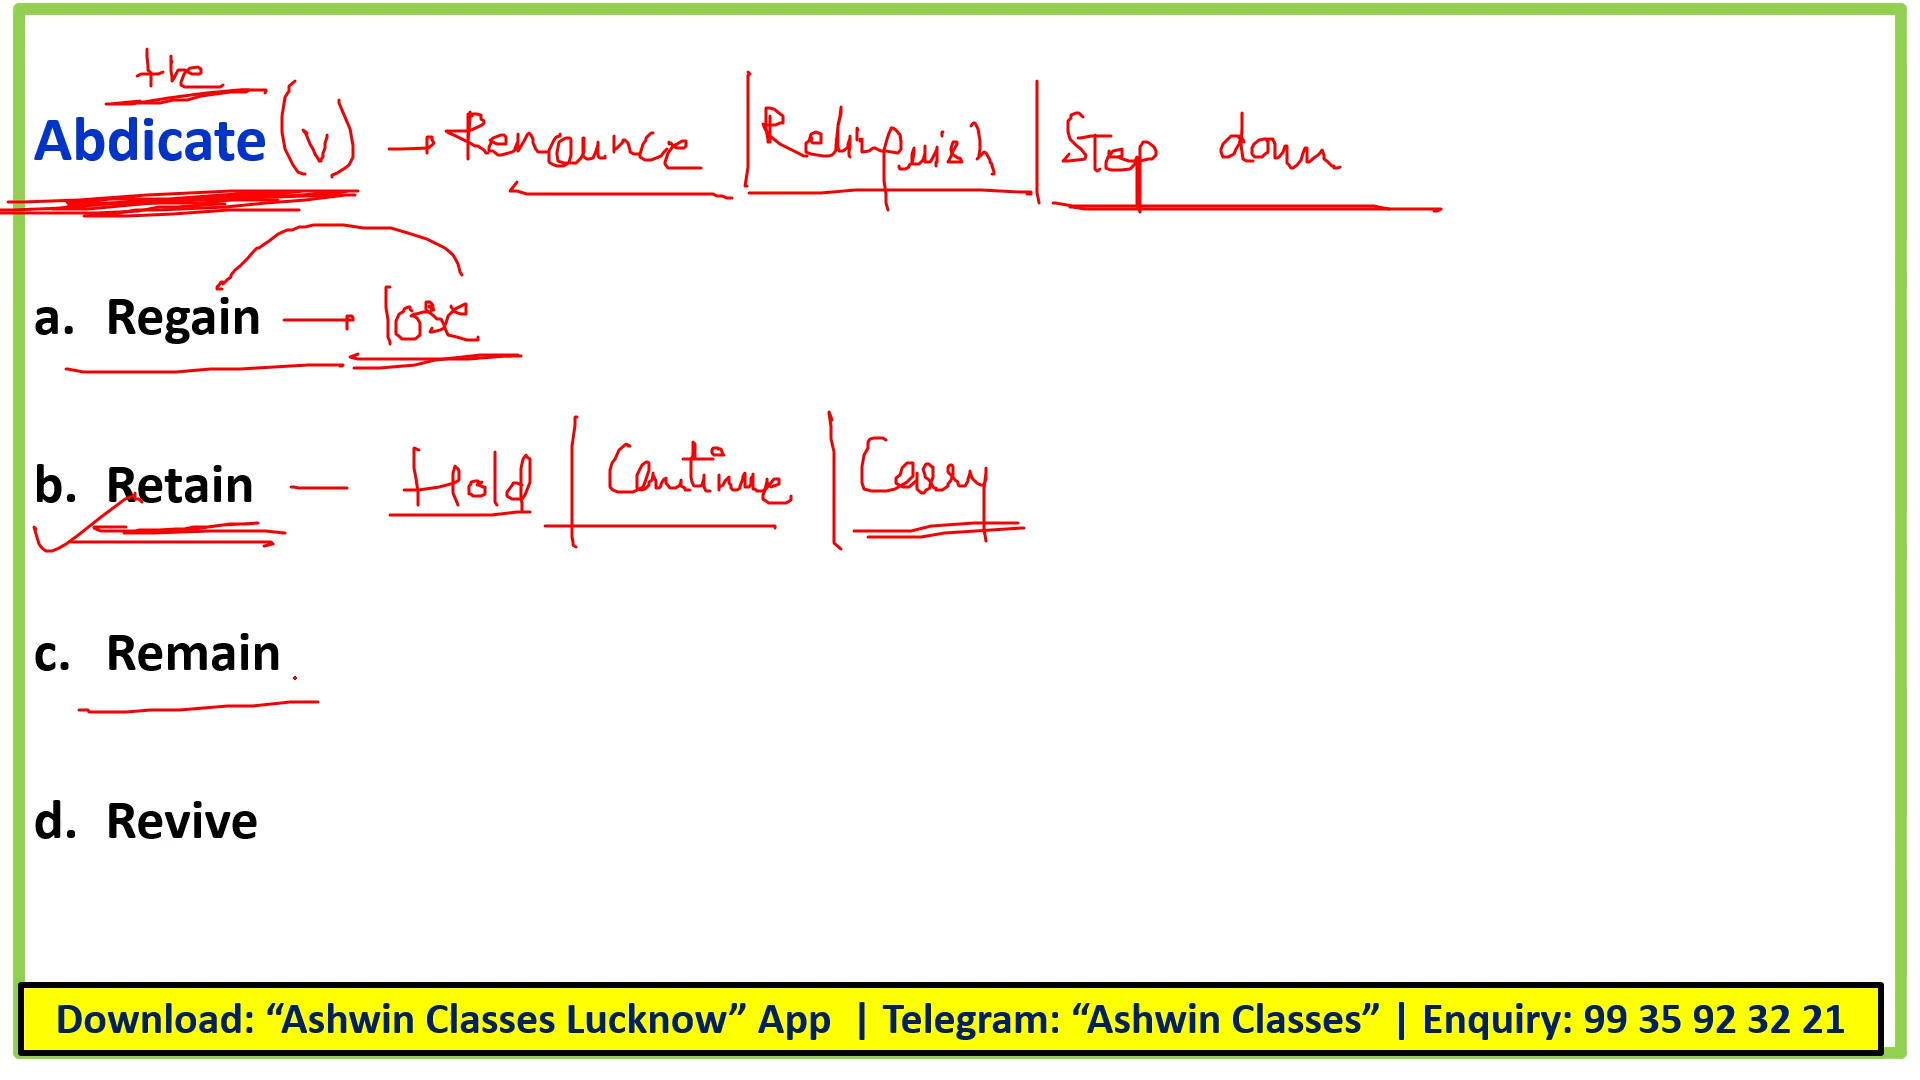 +ve
Abdicate (v) → Renounce | Relinquish | Step down
a. Regain → lose
b. Retain — Hold | Continue | Carry
c. Remain
d. Revive
Download: “Ashwin Classes Lucknow” App | Telegram: “Ashwin Classes” | Enquiry: 99 35 92 32 21